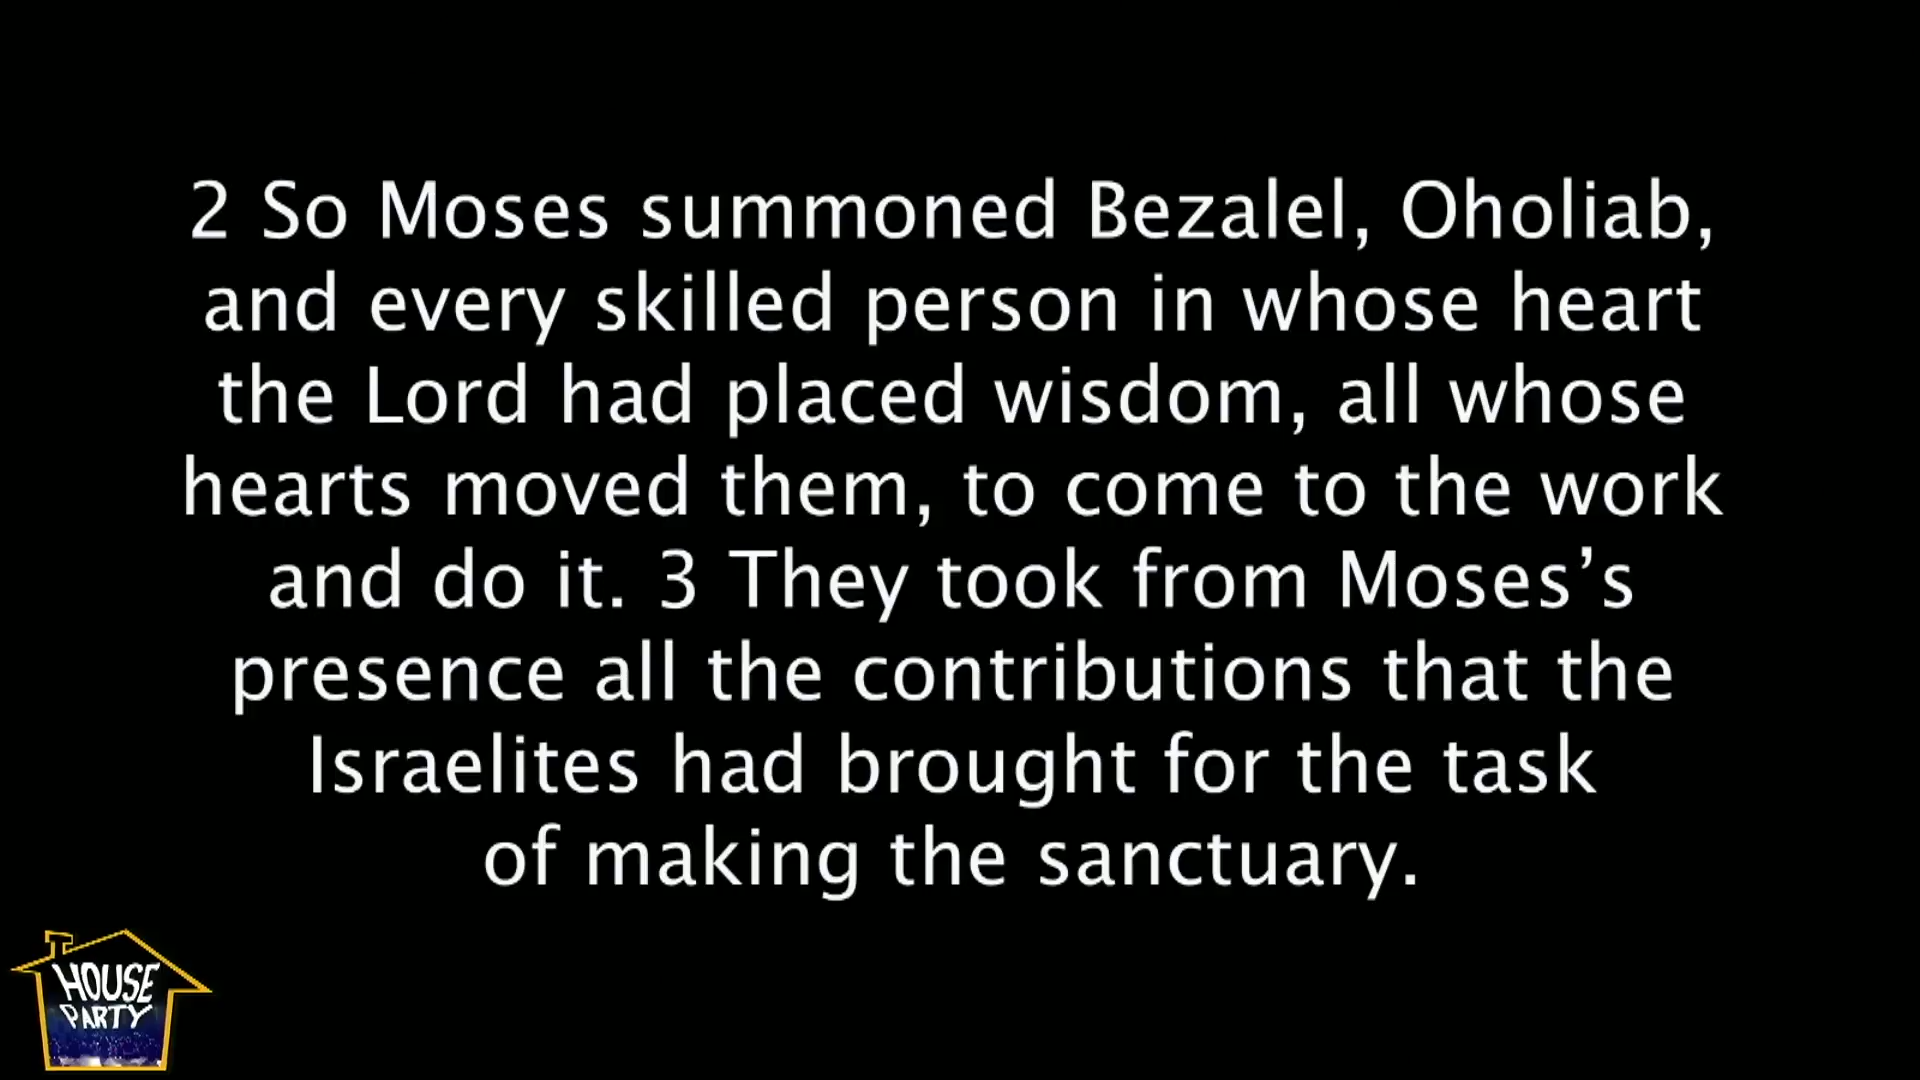 2 So Moses summoned Bezalel, Oholiab,
and every skilled person in whose heart
the Lord had placed wisdom, all whose
hearts moved them, to come to the work
and do it. 3 They took from Moses’s
presence all the contributions that the
Israelites had brought for the task
of making the sanctuary.
HOUSE
PARTY